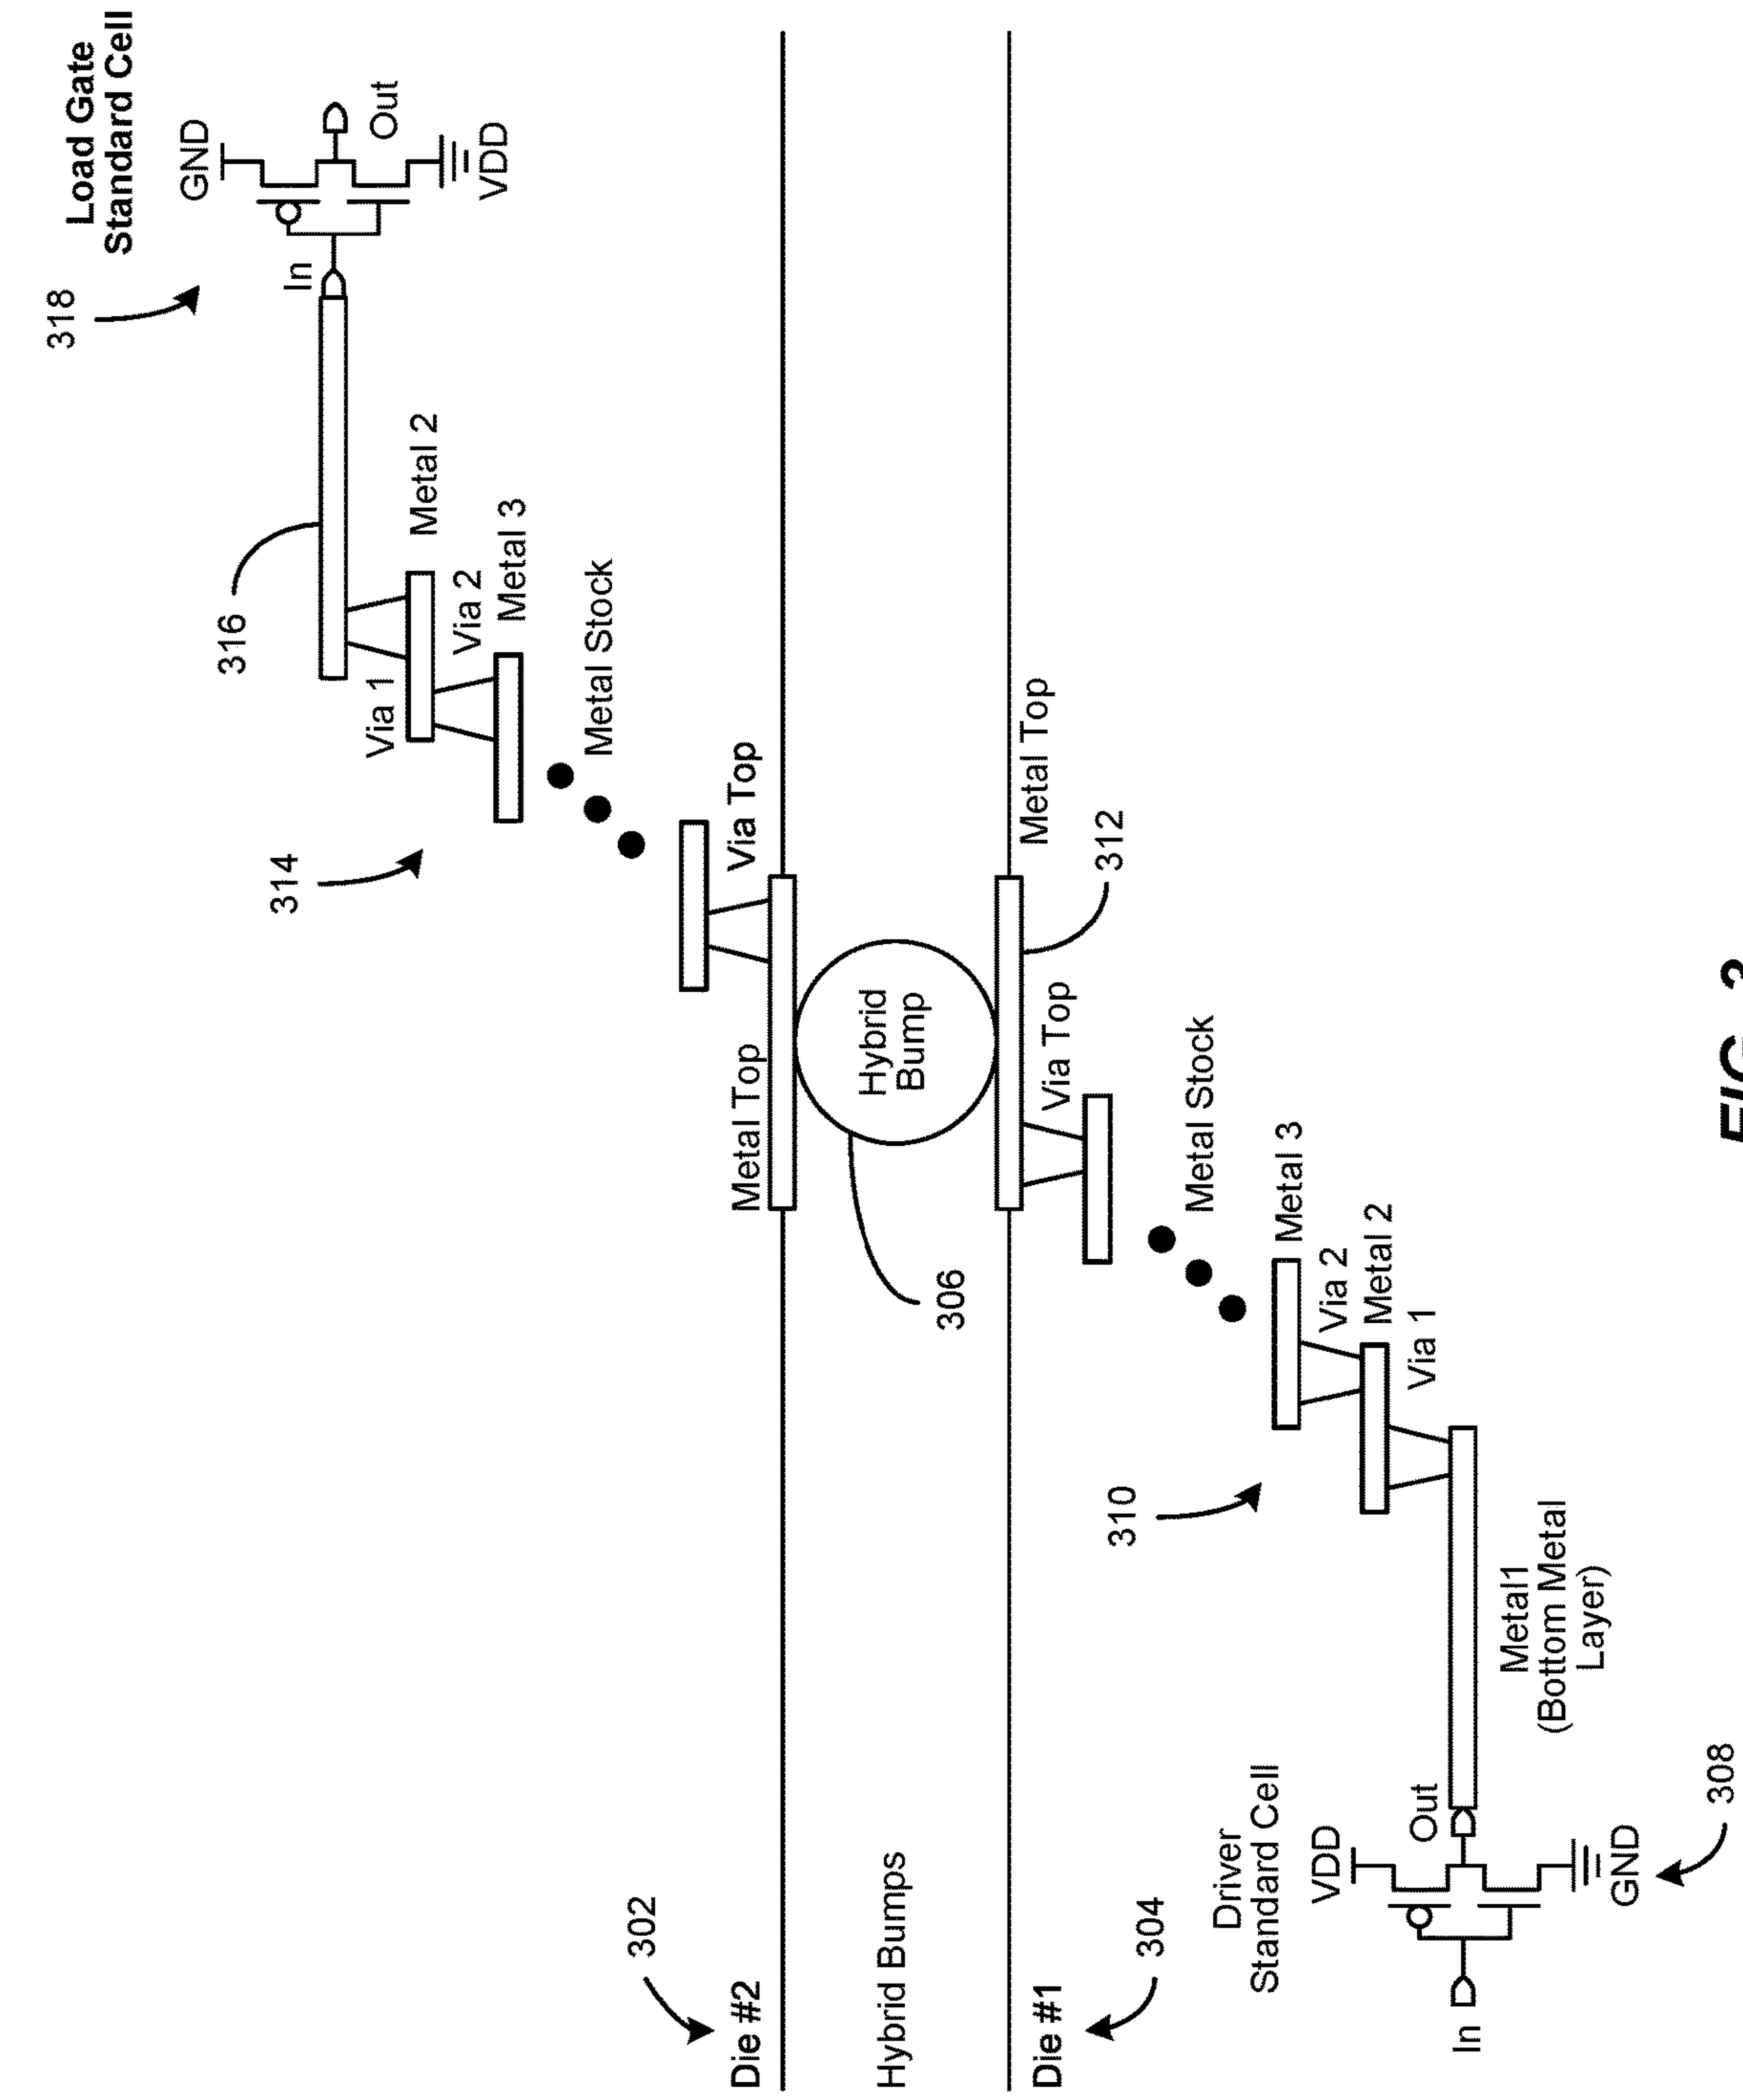 318
Load Gate
Standard Cell
GND
In
Out
VDD
316
Metal 2
Via 1
Via 2
Metal 3
314
Metal Stock
Via Top
Metal Top
302
Die #2
Hybrid Bumps
Hybrid
Bump
306
Die #1
304
Metal Top
312
Via Top
Metal Stock
Metal 3
Via 2
Metal 2
Via 1
310
Driver
Standard Cell
VDD
In
Out
GND
308
Metal1
(Bottom Metal
Layer)